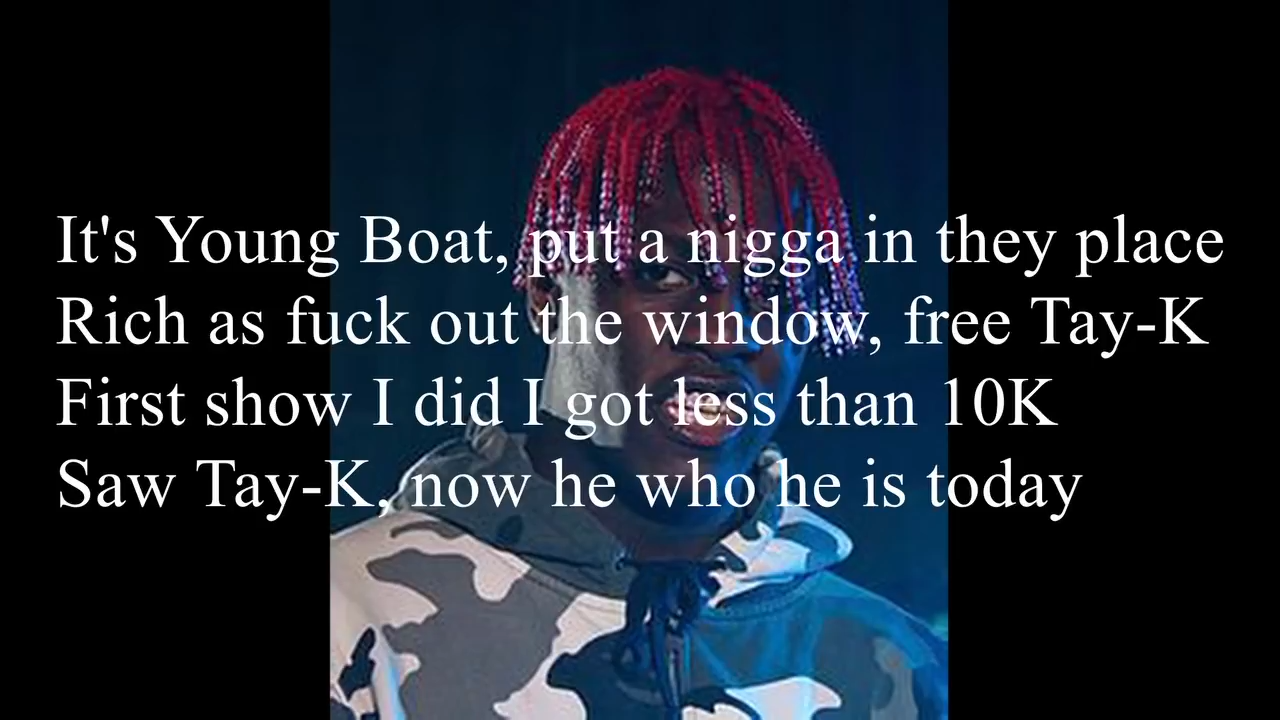 It's Young Boat, put a nigga in they place
Rich as fuck out the window, free Tay-K
First show I did I got less than 10K
Saw Tay-K, now he who he is today